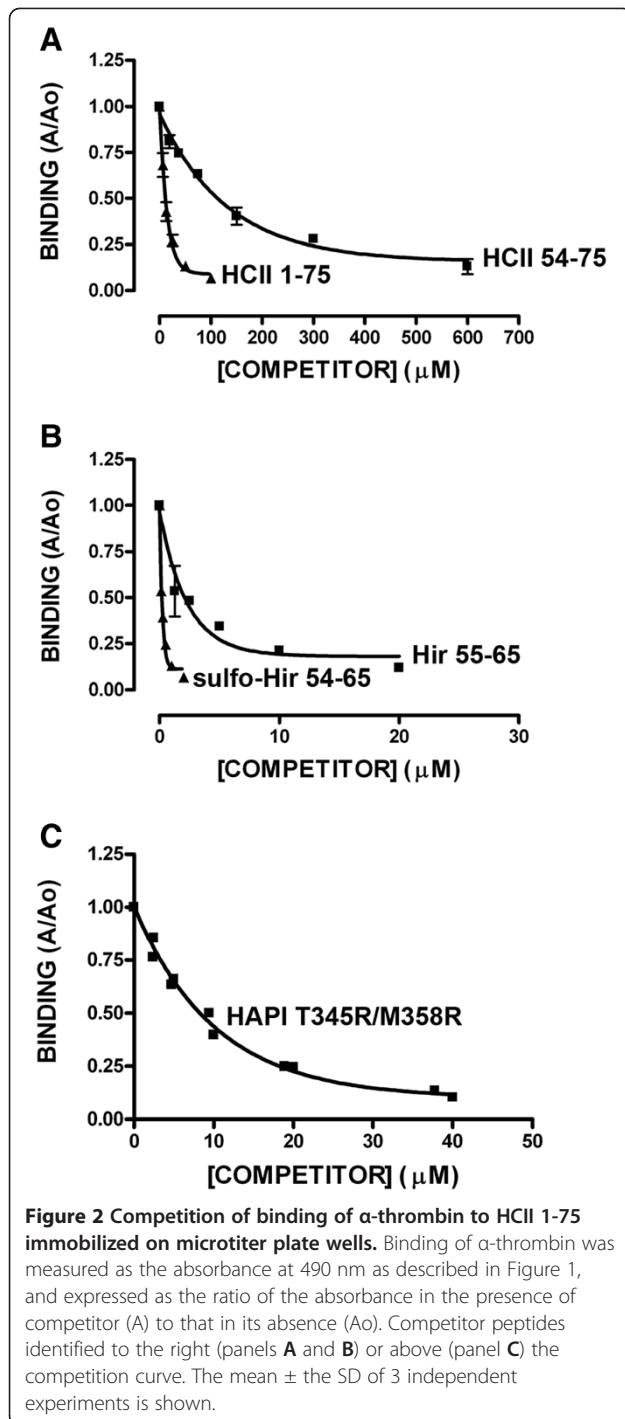 A
BINDING (A/Ao)
1.25
1.00
0.75
0.50
0.25
0.00
HCII 54-75
HCII 1-75
0 100 200 300 400 500 600 700
[COMPETITOR] (μM)
B
BINDING (A/Ao)
1.25
1.00
0.75
0.50
0.25
0.00
Hir 55-65
sulfo-Hir 54-65
0 10 20 30
[COMPETITOR] (μM)
C
BINDING (A/Ao)
1.25
1.00
0.75
0.50
0.25
0.00
HAPI T345R/M358R
0 10 20 30 40 50
[COMPETITOR] (μM)
Figure 2 Competition of binding of α-thrombin to HCII 1-75
immobilized on microtiter plate wells. Binding of α-thrombin was
measured as the absorbance at 490 nm as described in Figure 1,
and expressed as the ratio of the absorbance in the presence of
competitor (A) to that in its absence (Ao). Competitor peptides
identified to the right (panels A and B) or above (panel C) the
competition curve. The mean ± the SD of 3 independent
experiments is shown.